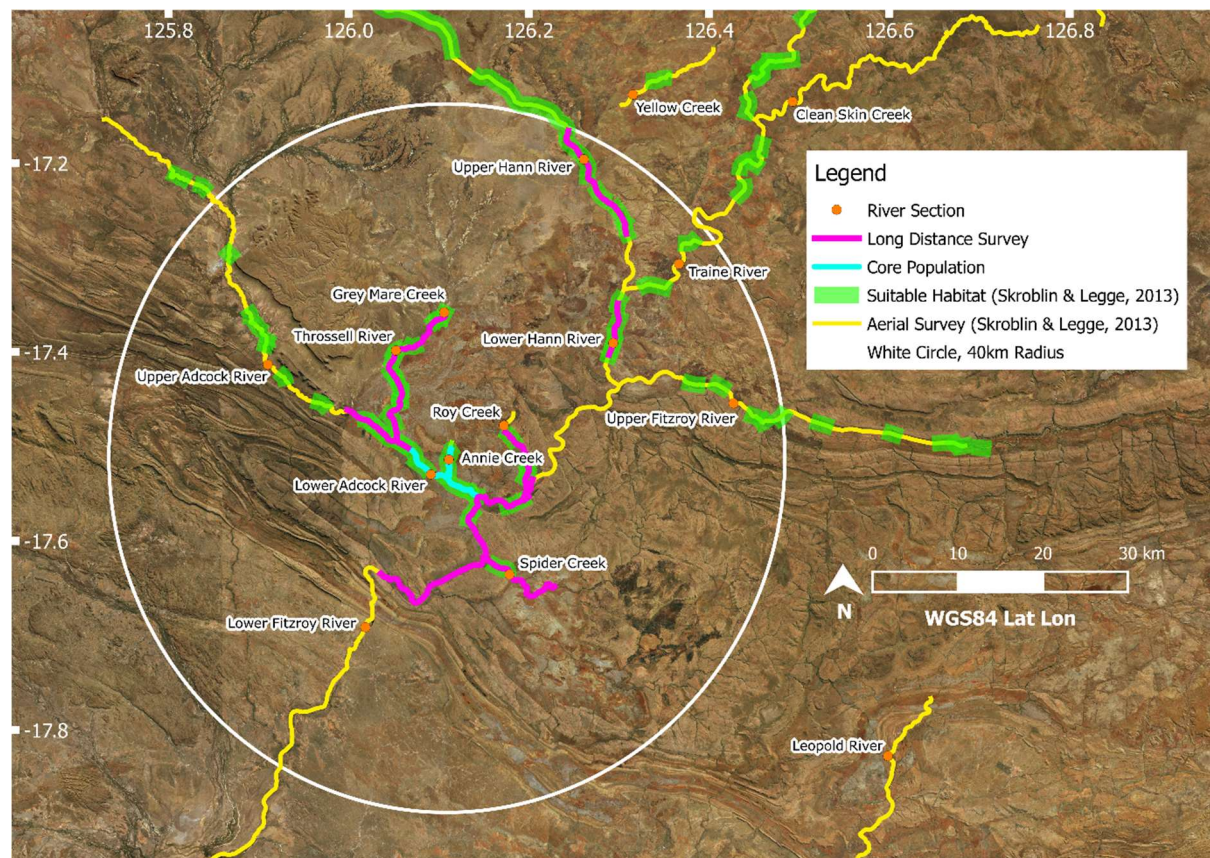 125.8 126.0 126.2 126.4 126.6 126.8
Yellow Creek
Clean Skin Creek
-17.2
Upper Hann River
Legend
River Section
Long Distance Survey
Core Population
Suitable Habitat (Skroblin & Legge, 2013)
Aerial Survey (Skroblin & Legge, 2013)
White Circle, 40km Radius
Traine River
Grey Mare Creek
Throssell River
Lower Hann River
-17.4
Upper Adcock River
Roy Creek
Upper Fitzroy River
Annie Creek
Lower Adcock River
-17.6
0 10 20 30 km
Spider Creek
N
WGS84 Lat Lon
Lower Fitzroy River
-17.8
Leopold River